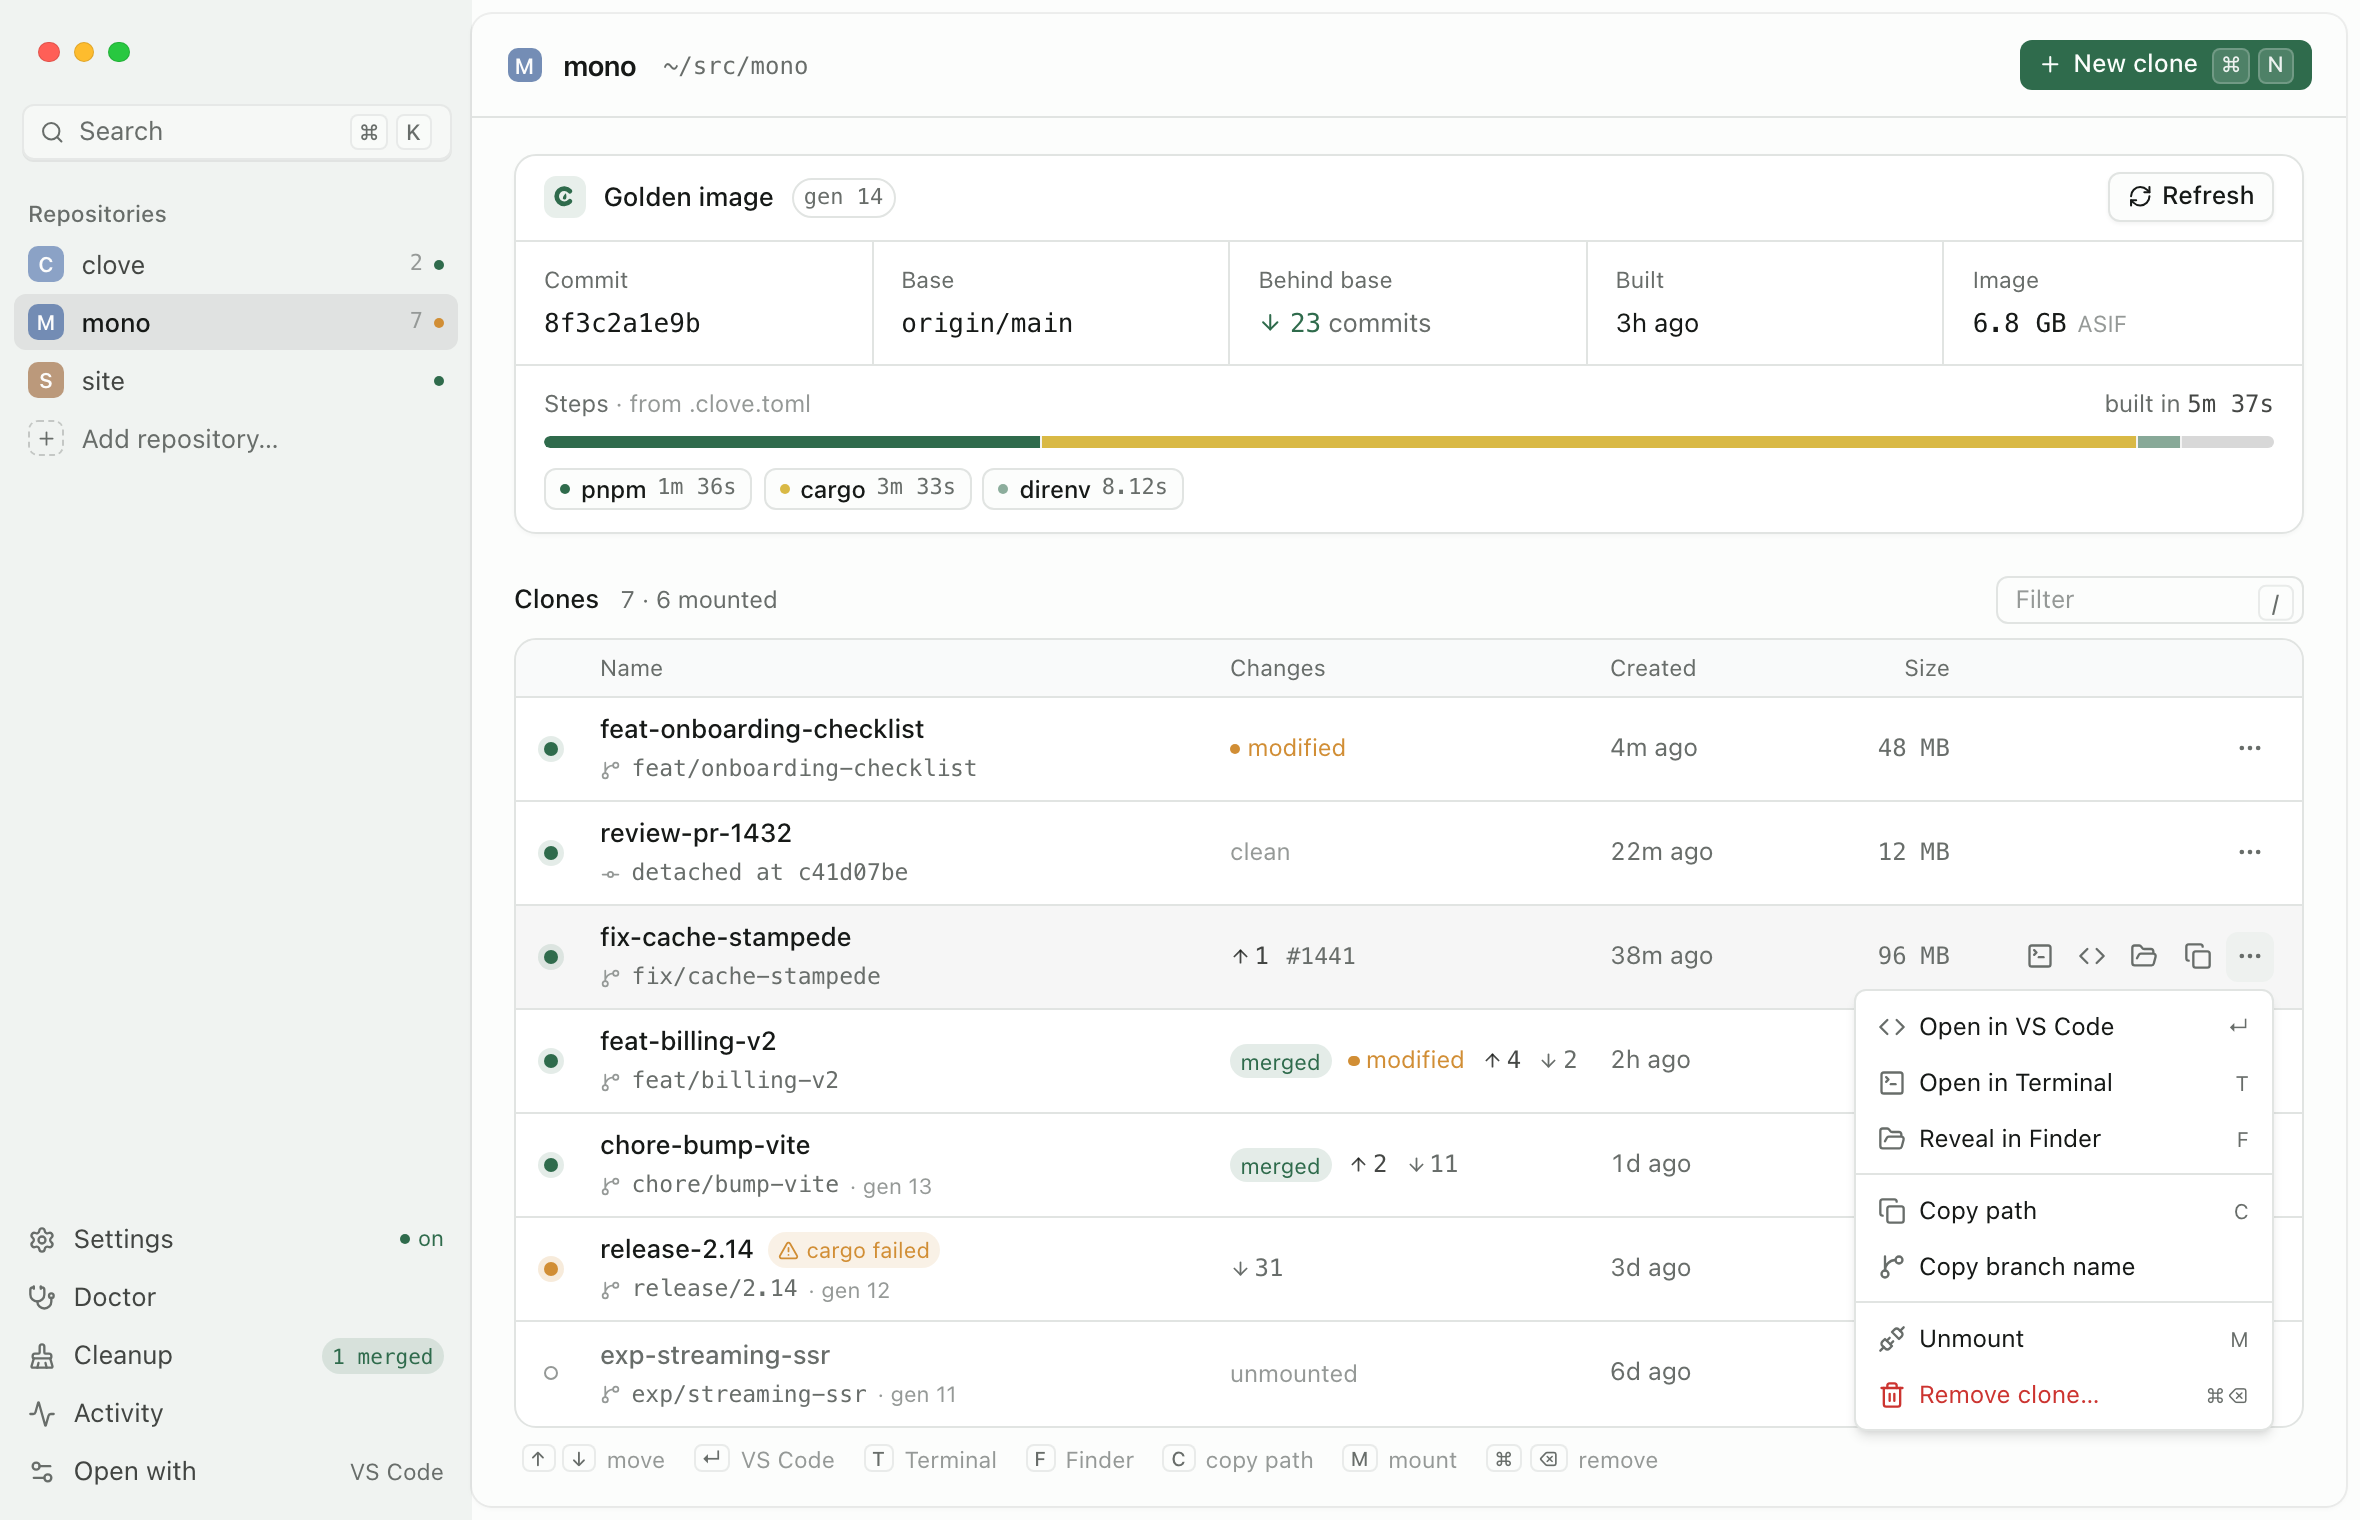 Search ⌘ K
Repositories
C clove 2
M mono 7
S site
+ Add repository...
Settings on
Doctor
Cleanup 1 merged
Activity
Open with VS Code
M mono ~/src/mono
+ New clone ⌘ N
Golden image gen 14
Refresh
Commit
8f3c2a1e9b
Base
origin/main
Behind base
↓ 23 commits
Built
3h ago
Image
6.8 GB ASIF
Steps · from .clove.toml
built in 5m 37s
pnpm 1m 36s
cargo 3m 33s
direnv 8.12s
Clones 7 · 6 mounted
Filter /
Name Changes Created Size
feat-onboarding-checklist
feat/onboarding-checklist
modified 4m ago 48 MB
review-pr-1432
detached at c41d07be
clean 22m ago 12 MB
fix-cache-stampede
fix/cache-stampede
↑ 1 #1441 38m ago 96 MB
feat-billing-v2
feat/billing-v2
merged modified ↑ 4 ↓ 2 2h ago
chore-bump-vite
chore/bump-vite · gen 13
merged ↑ 2 ↓ 11 1d ago
release-2.14 cargo failed
release/2.14 · gen 12
↓ 31 3d ago
exp-streaming-ssr
exp/streaming-ssr · gen 11
unmounted 6d ago
Open in VS Code ↵
Open in Terminal T
Reveal in Finder F
Copy path C
Copy branch name
Unmount M
Remove clone... ⌘⌫
↑ ↓ move ↵ VS Code T Terminal F Finder C copy path M mount ⌘ ⌫ remove